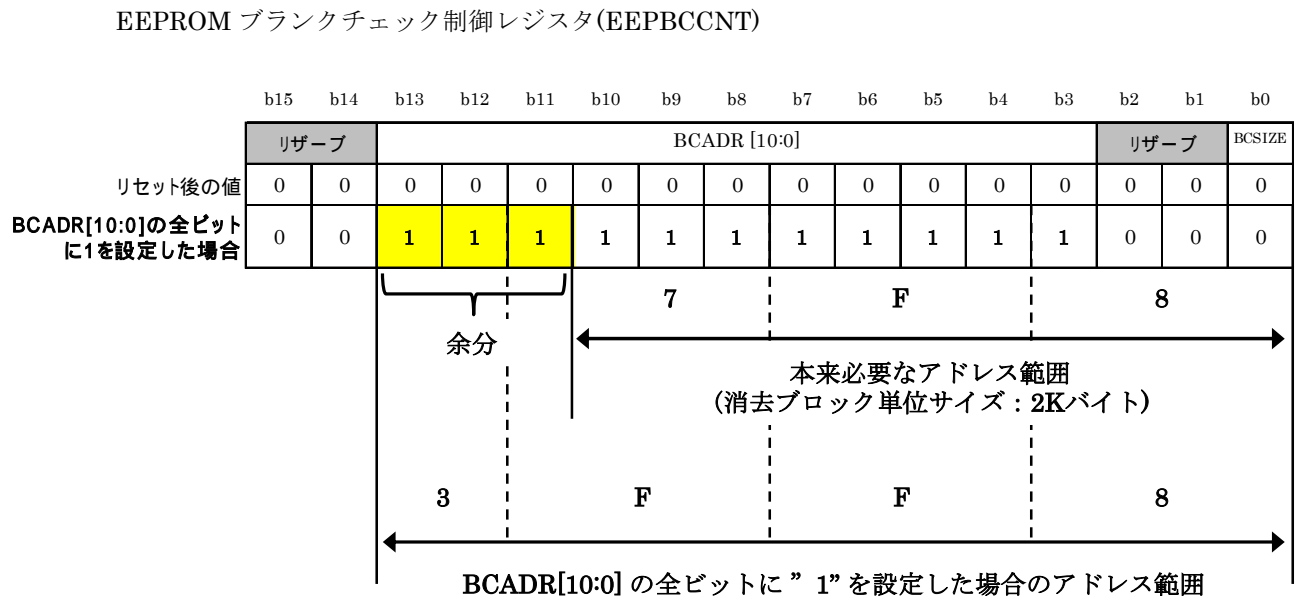 EEPROM ブランクチェック制御レジスタ(EEPBCCNT)
b15 b14 b13 b12 b11 b10 b9 b8 b7 b6 b5 b4 b3 b2 b1 b0
リザーブ BCADR [10:0] リザーブ BCSIZE
リセット後の値 0 0 0 0 0 0 0 0 0 0 0 0 0 0 0 0
BCADR[10:0]の全ビット
に1を設定した場合 0 0 1 1 1 1 1 1 1 1 1 1 1 0 0 0
7 F 8
余分
本来必要なアドレス範囲
(消去ブロック単位サイズ：2Kバイト)
3 F F 8
BCADR[10:0] の全ビットに ” 1” を設定した場合のアドレス範囲